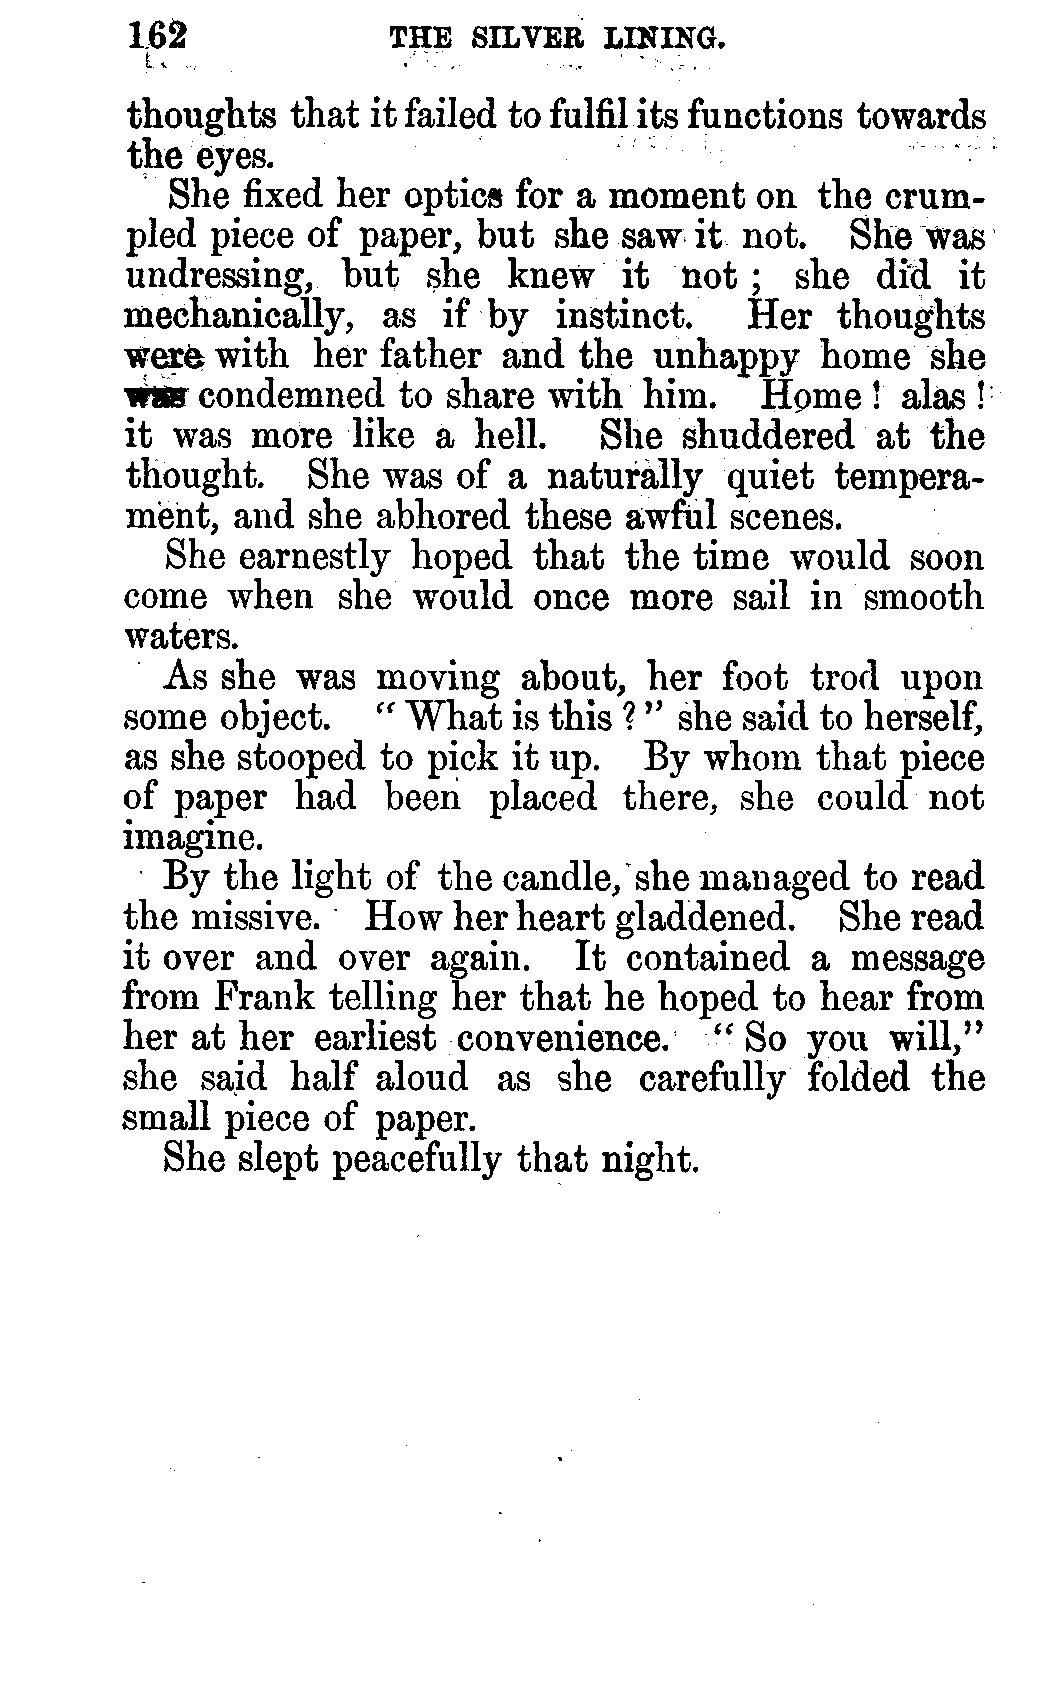 162 THE SILVER LINING.
thoughts that it failed to fulfil its functions towards
the eyes.
She fixed her optics for a moment on the crum-
pled piece of paper, but she saw it not. She was
undressing, but she knew it not ; she did it
mechanically, as if by instinct. Her thoughts
were with her father and the unhappy home she
was condemned to share with him. Home ! alas !
it was more like a hell. She shuddered at the
thought. She was of a naturally quiet tempera-
ment, and she abhored these awful scenes.
She earnestly hoped that the time would soon
come when she would once more sail in smooth
waters.
As she was moving about, her foot trod upon
some object. “ What is this ? ” she said to herself,
as she stooped to pick it up. By whom that piece
of paper had been placed there, she could not
imagine.
By the light of the candle, she managed to read
the missive. How her heart gladdened. She read
it over and over again. It contained a message
from Frank telling her that he hoped to hear from
her at her earliest convenience. “ So you will,”
she said half aloud as she carefully folded the
small piece of paper.
She slept peacefully that night.